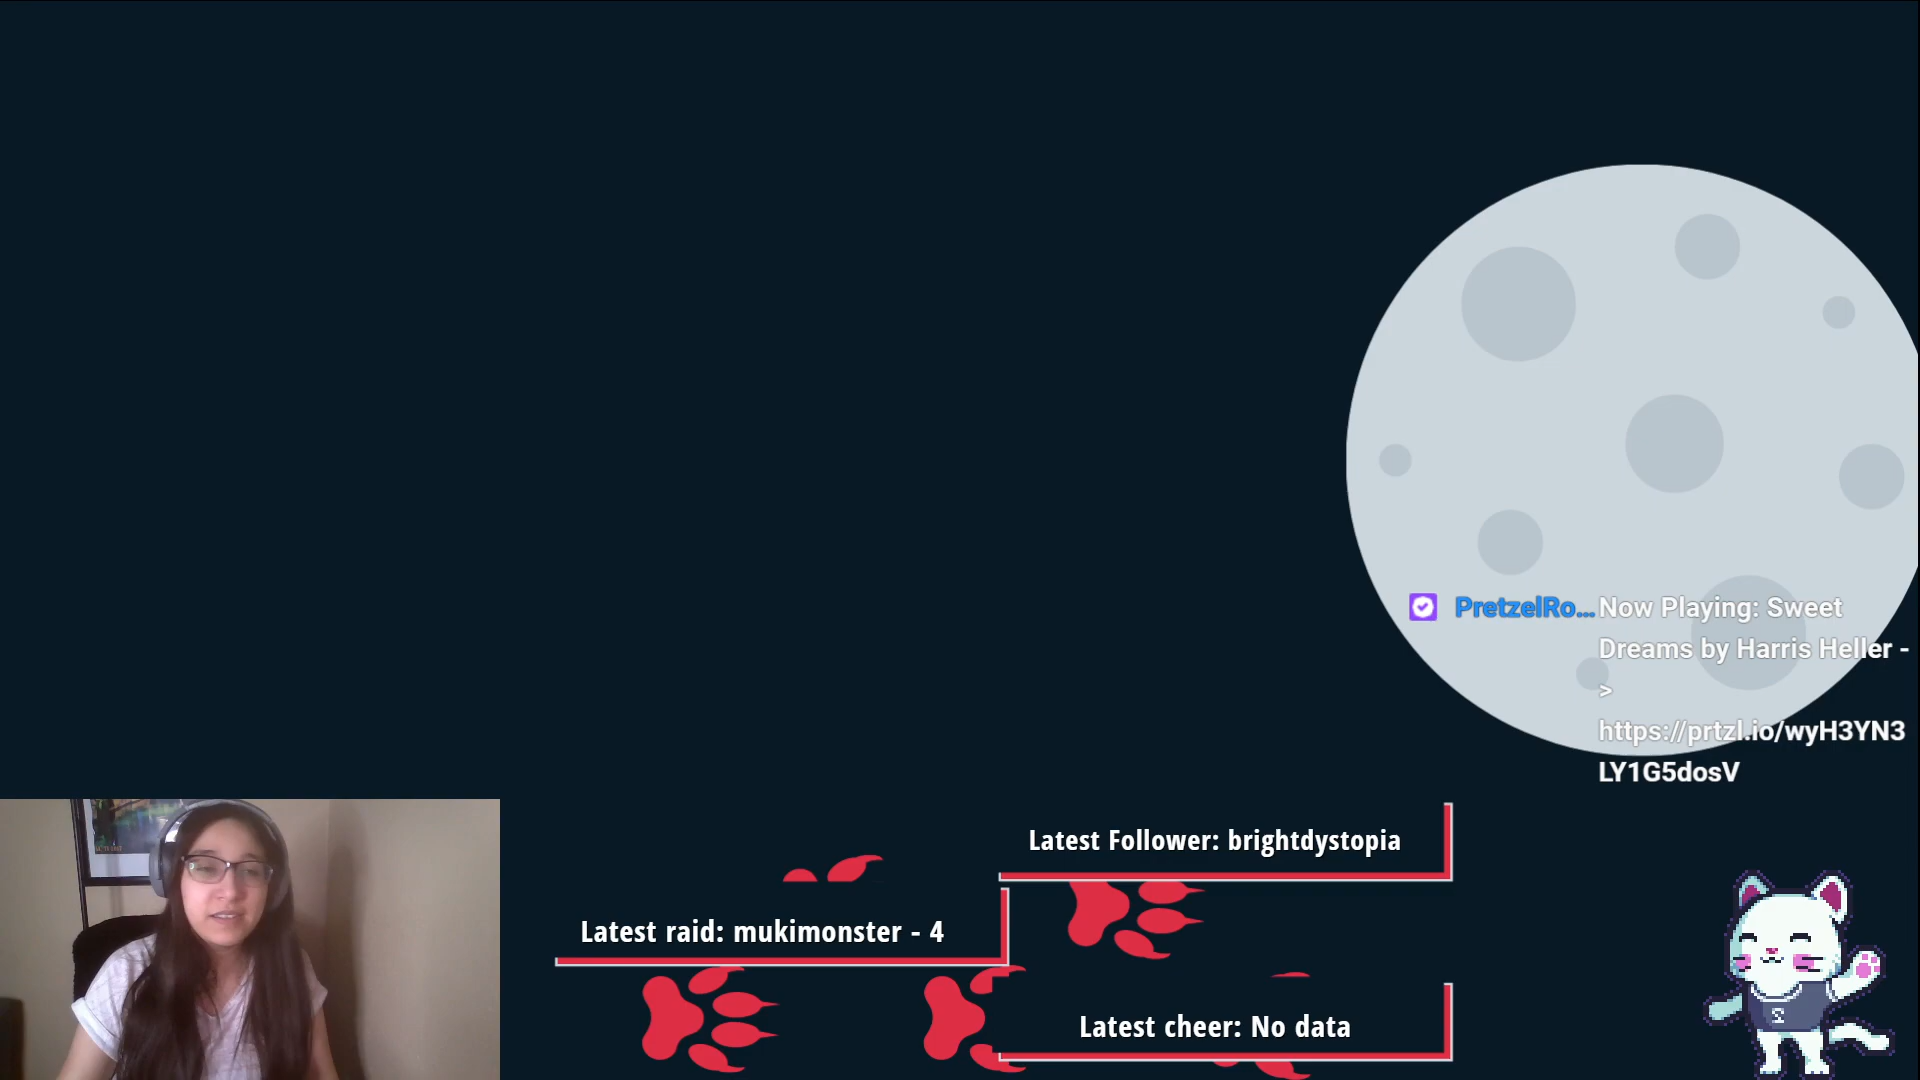 PretzelRo... Now Playing: Sweet
Dreams by Harris Heller -
>
https://prtzl.io/wyH3YN3
LY1G5dosV
Latest Follower: brightdystopia
Latest raid: mukimonster - 4
Latest cheer: No data